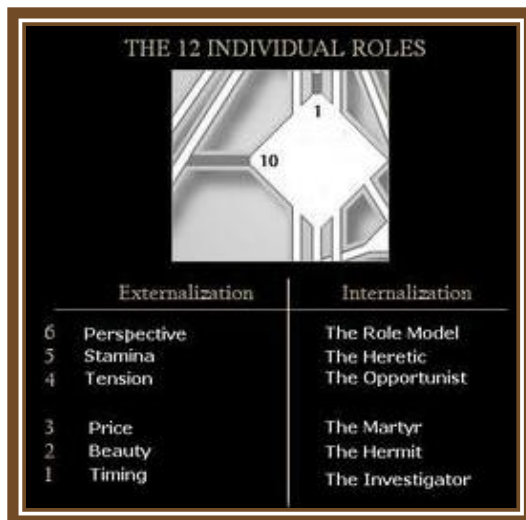 THE 12 INDIVIDUAL ROLES
1
10
Externalization Internalization
6 Perspective The Role Model
5 Stamina The Heretic
4 Tension The Opportunist
3 Price The Martyr
2 Beauty The Hermit
1 Timing The Investigator